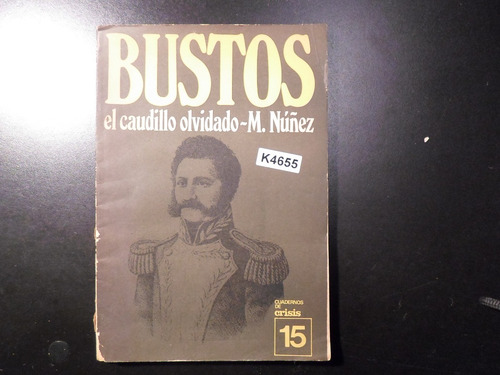 BUSTOS
el caudillo olvidado-M. Núñez
K4655
CUADERNOS
DE
crisis
15